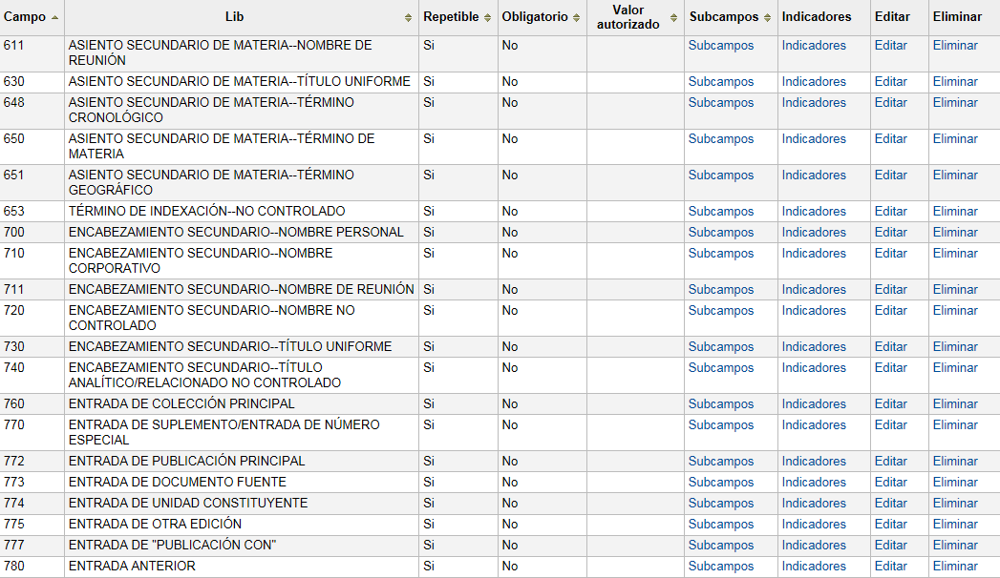 Campo Lib Repetible Obligatorio Valor autorizado Subcampos Indicadores Editar Eliminar
611 ASIENTO SECUNDARIO DE MATERIA--NOMBRE DE Si No Subcampos Indicadores Editar Eliminar
REUNIÓN
630 ASIENTO SECUNDARIO DE MATERIA--TÍTULO UNIFORME Si No Subcampos Indicadores Editar Eliminar
648 ASIENTO SECUNDARIO DE MATERIA--TÉRMINO Si No Subcampos Indicadores Editar Eliminar
CRONOLÓGICO
650 ASIENTO SECUNDARIO DE MATERIA--TÉRMINO DE Si No Subcampos Indicadores Editar Eliminar
MATERIA
651 ASIENTO SECUNDARIO DE MATERIA--TÉRMINO Si No Subcampos Indicadores Editar Eliminar
GEOGRÁFICO
653 TÉRMINO DE INDEXACIÓN--NO CONTROLADO Si No Subcampos Indicadores Editar Eliminar
700 ENCABEZAMIENTO SECUNDARIO--NOMBRE PERSONAL Si No Subcampos Indicadores Editar Eliminar
710 ENCABEZAMIENTO SECUNDARIO--NOMBRE Si No Subcampos Indicadores Editar Eliminar
CORPORATIVO
711 ENCABEZAMIENTO SECUNDARIO--NOMBRE DE REUNIÓN Si No Subcampos Indicadores Editar Eliminar
720 ENCABEZAMIENTO SECUNDARIO--NOMBRE NO Si No Subcampos Indicadores Editar Eliminar
CONTROLADO
730 ENCABEZAMIENTO SECUNDARIO--TÍTULO UNIFORME Si No Subcampos Indicadores Editar Eliminar
740 ENCABEZAMIENTO SECUNDARIO--TÍTULO Si No Subcampos Indicadores Editar Eliminar
ANALÍTICO/RELACIONADO NO CONTROLADO
760 ENTRADA DE COLECCIÓN PRINCIPAL Si No Subcampos Indicadores Editar Eliminar
770 ENTRADA DE SUPLEMENTO/ENTRADA DE NÚMERO Si No Subcampos Indicadores Editar Eliminar
ESPECIAL
772 ENTRADA DE PUBLICACIÓN PRINCIPAL Si No Subcampos Indicadores Editar Eliminar
773 ENTRADA DE DOCUMENTO FUENTE Si No Subcampos Indicadores Editar Eliminar
774 ENTRADA DE UNIDAD CONSTITUYENTE Si No Subcampos Indicadores Editar Eliminar
775 ENTRADA DE OTRA EDICIÓN Si No Subcampos Indicadores Editar Eliminar
777 ENTRADA DE "PUBLICACIÓN CON" Si No Subcampos Indicadores Editar Eliminar
780 ENTRADA ANTERIOR Si No Subcampos Indicadores Editar Eliminar